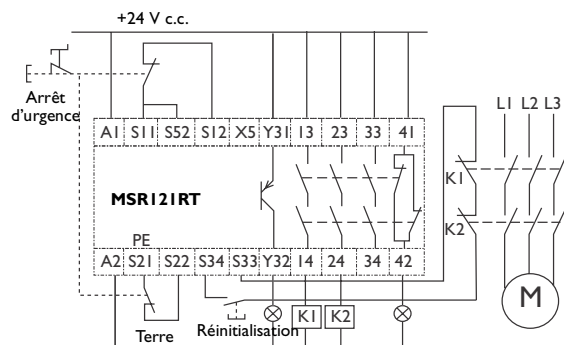 +24 V c.c.
Arrêt
d'urgence
A1 S11 S52 S12 X5 Y31 13 23 33 41
L1 L2 L3
K1
MSR121RT
K2
PE
A2 S21 S22 S34 S33 Y32 14 24 34 42
M
K1 K2
Terre Réinitialisation